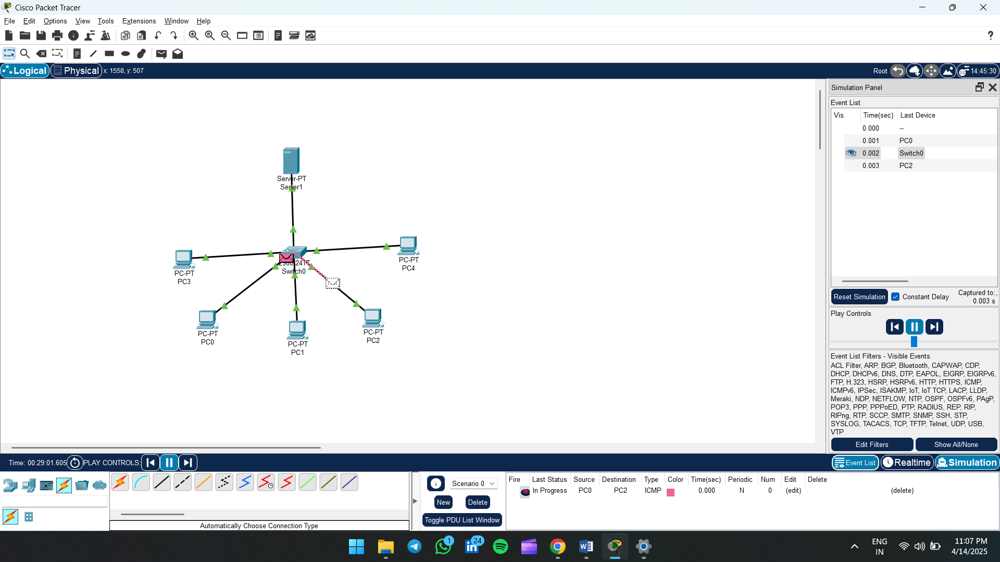 Cisco Packet Tracer
File Edit Options View Tools Extensions Window Help
?
Logical Physical x: 1558, y: 507 Root 14:45:30
Simulation Panel
Event List
Vis. Time(sec) Last Device
0.000 --
0.001 PC0
0.002 Switch0
0.003 PC2
Server-PT
Server1
PC-PT
PC3
2960-24TT
Switch0
PC-PT
PC4
PC-PT
PC0
PC-PT
PC1
PC-PT
PC2
Reset Simulation Constant Delay Captured to:
0.003 s
Play Controls
Event List Filters - Visible Events
ACL Filter, ARP, BGP, Bluetooth, CAPWAP, CDP,
DHCP, DHCPv6, DNS, DTP, EAPOL, EIGRP, EIGRPv6,
FTP, H.323, HSRP, HSRPv6, HTTP, HTTPS, ICMP,
ICMPv6, IPSec, ISAKMP, IoT, IoT TCP, LACP, LLDP,
Meraki, NDP, NETFLOW, NTP, OSPF, OSPFv6, PAgP,
POP3, PPP, PPPoED, PTP, RADIUS, REP, RIP,
RIPng, RTP, SCCP, SMTP, SNMP, SSH, STP,
SYSLOG, TACACS, TCP, TFTP, Telnet, UDP, USB,
VTP
Edit Filters Show All/None
Time: 00:29:01.605 PLAY CONTROLS: Event List Realtime Simulation
Scenario 0
New Delete
Toggle PDU List Window
Fire Last Status Source Destination Type Color Time(sec) Periodic Num Edit Delete
In Progress PC0 PC2 ICMP 0.000 N 0 (edit) (delete)
Automatically Choose Connection Type
1
24
ENG
IN
11:07 PM
4/14/2025